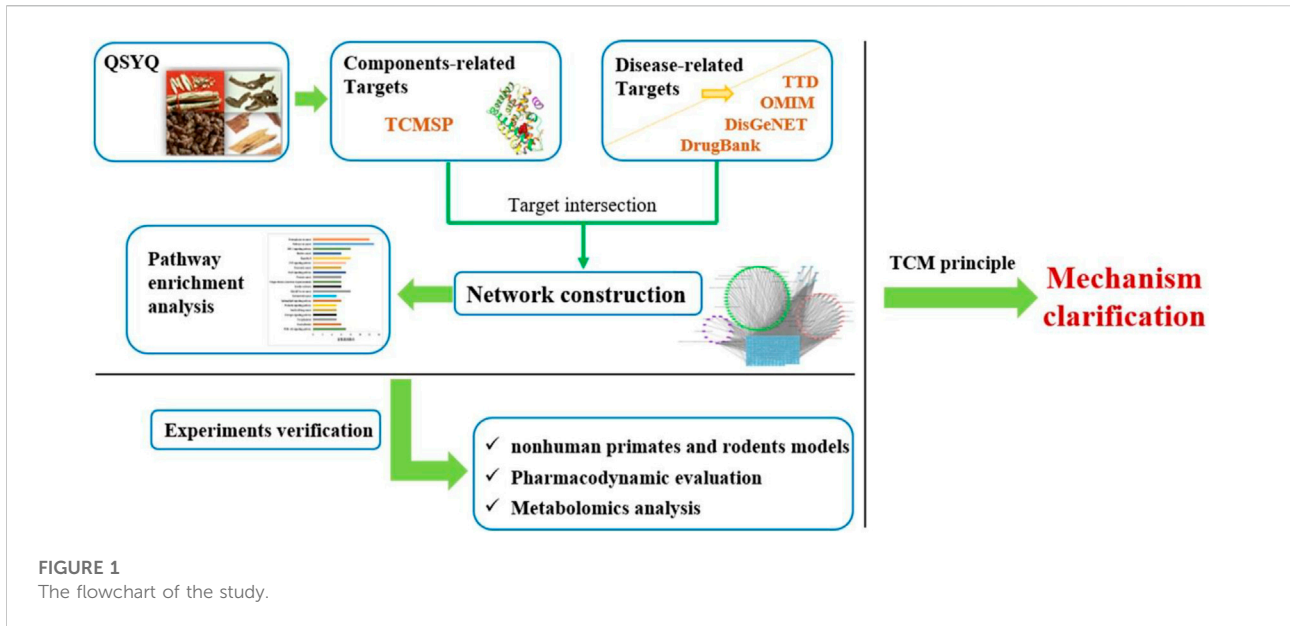 QSYQ
Components-related
Targets
TCMSP
Disease-related
Targets
TTD
OMIM
DisGeNET
DrugBank
Target intersection
Pathway
enrichment
analysis
Network construction
TCM principle
Mechanism
clarification
Experiments verification
✓ nonhuman primates and rodents models
✓ Pharmacodynamic evaluation
✓ Metabolomics analysis
FIGURE 1
The flowchart of the study.